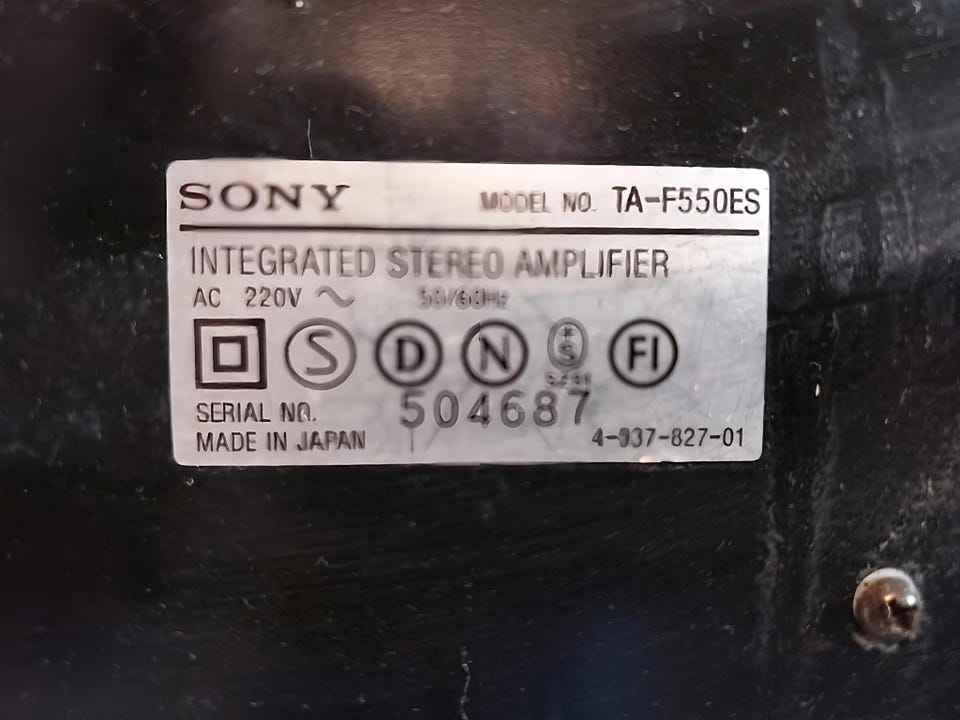 SONY MODEL NO. TA-F550ES
INTEGRATED STEREO AMPLIFIER
AC 220V ~ 50/60Hz
S D N FI
SERIAL NO. 504687
MADE IN JAPAN 4-937-827-01